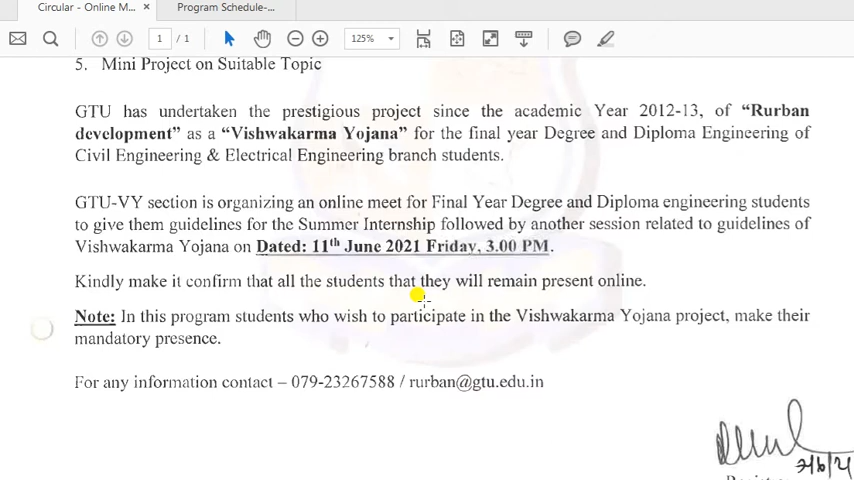 Circular - Online M... × Program Schedule-...
1 / 1 125%
5. Mini Project on Suitable Topic
GTU has undertaken the prestigious project since the academic Year 2012-13, of “Rurban
development” as a “Vishwakarma Yojana” for the final year Degree and Diploma Engineering of
Civil Engineering & Electrical Engineering branch students.
GTU-VY section is organizing an online meet for Final Year Degree and Diploma engineering students
to give them guidelines for the Summer Internship followed by another session related to guidelines of
Vishwakarma Yojana on Dated: 11th June 2021 Friday, 3.00 PM.
Kindly make it confirm that all the students that they will remain present online.
Note: In this program students who wish to participate in the Vishwakarma Yojana project, make their
mandatory presence.
For any information contact – 079-23267588 / rurban@gtu.edu.in